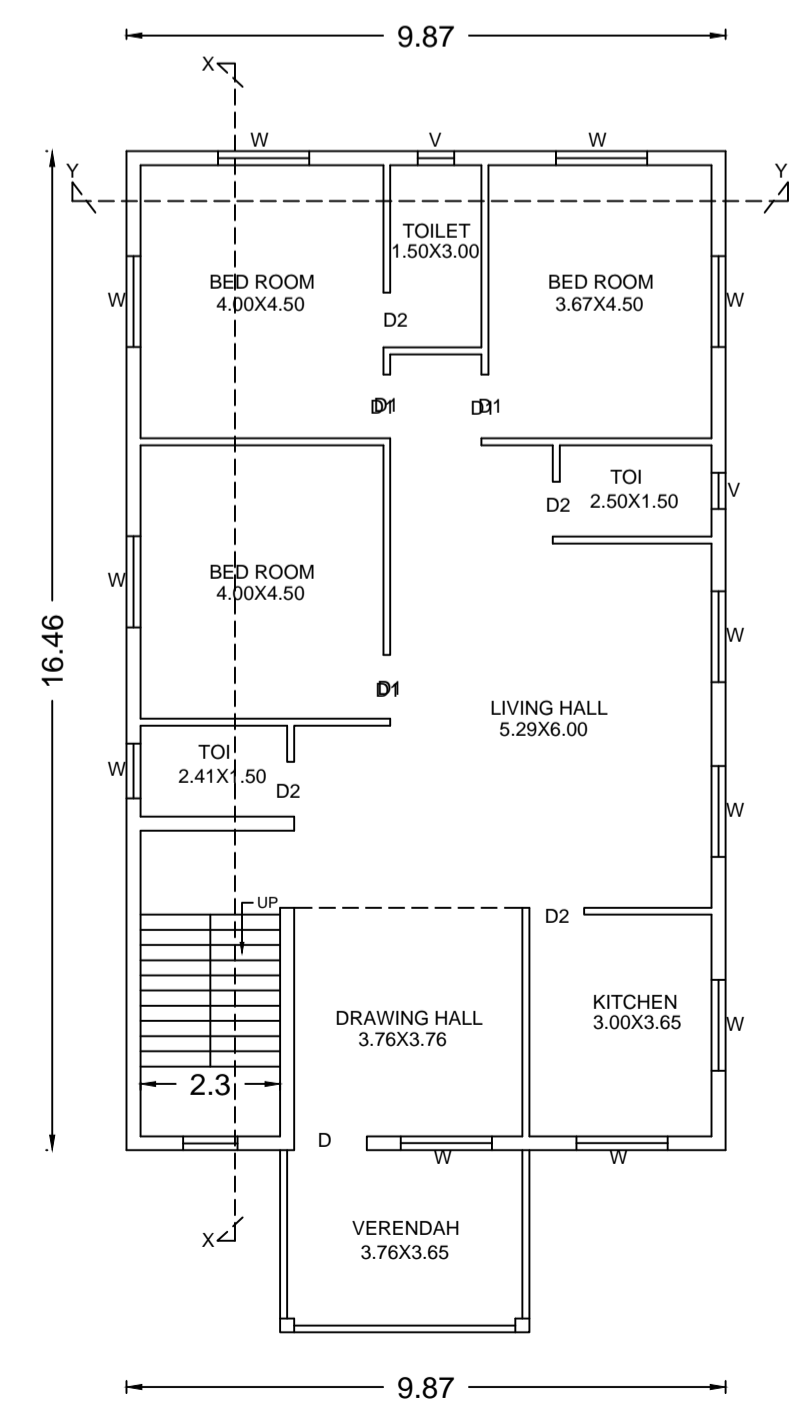 9.87
X
W V W
Y Y
TOILET
1.50X3.00
BED ROOM
4.00X4.50
BED ROOM
3.67X4.50
W W
D2
D1 D1 D1 D1
TOI
2.50X1.50
V
D2
BED ROOM
4.00X4.50
W
W
16.46
D1 D1
LIVING HALL
5.29X6.00
TOI
2.41X1.50
W
D2
W
UP
D2
DRAWING HALL
3.76X3.76
KITCHEN
3.00X3.65
W
2.3
D
W W
VERENDAH
3.76X3.65
X
9.87